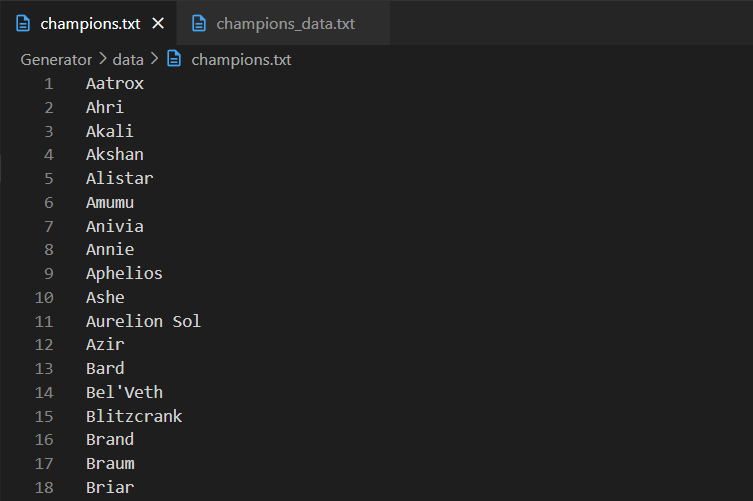 champions.txt champions_data.txt
Generator > data > champions.txt
1 Aatrox
2 Ahri
3 Akali
4 Akshan
5 Alistar
6 Amumu
7 Anivia
8 Annie
9 Aphelios
10 Ashe
11 Aurelion Sol
12 Azir
13 Bard
14 Bel'Veth
15 Blitzcrank
16 Brand
17 Braum
18 Briar